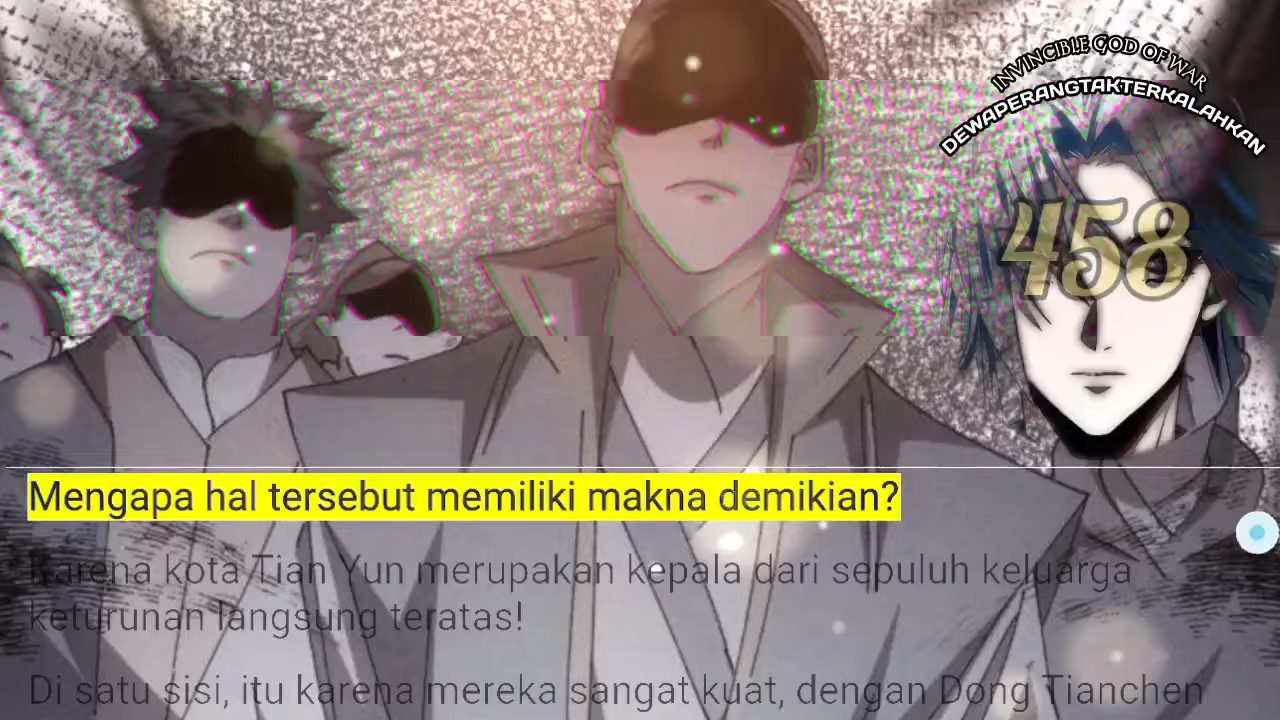 INVINCIBLE GOD OF WAR
DEWAPERANGTAKTERKALAHKAN
458
Mengapa hal tersebut memiliki makna demikian?
Karena kota Tian Yun merupakan kepala dari sepuluh keluarga
keturunan langsung teratas!
Di satu sisi, itu karena mereka sangat kuat, dengan Dong Tianchen